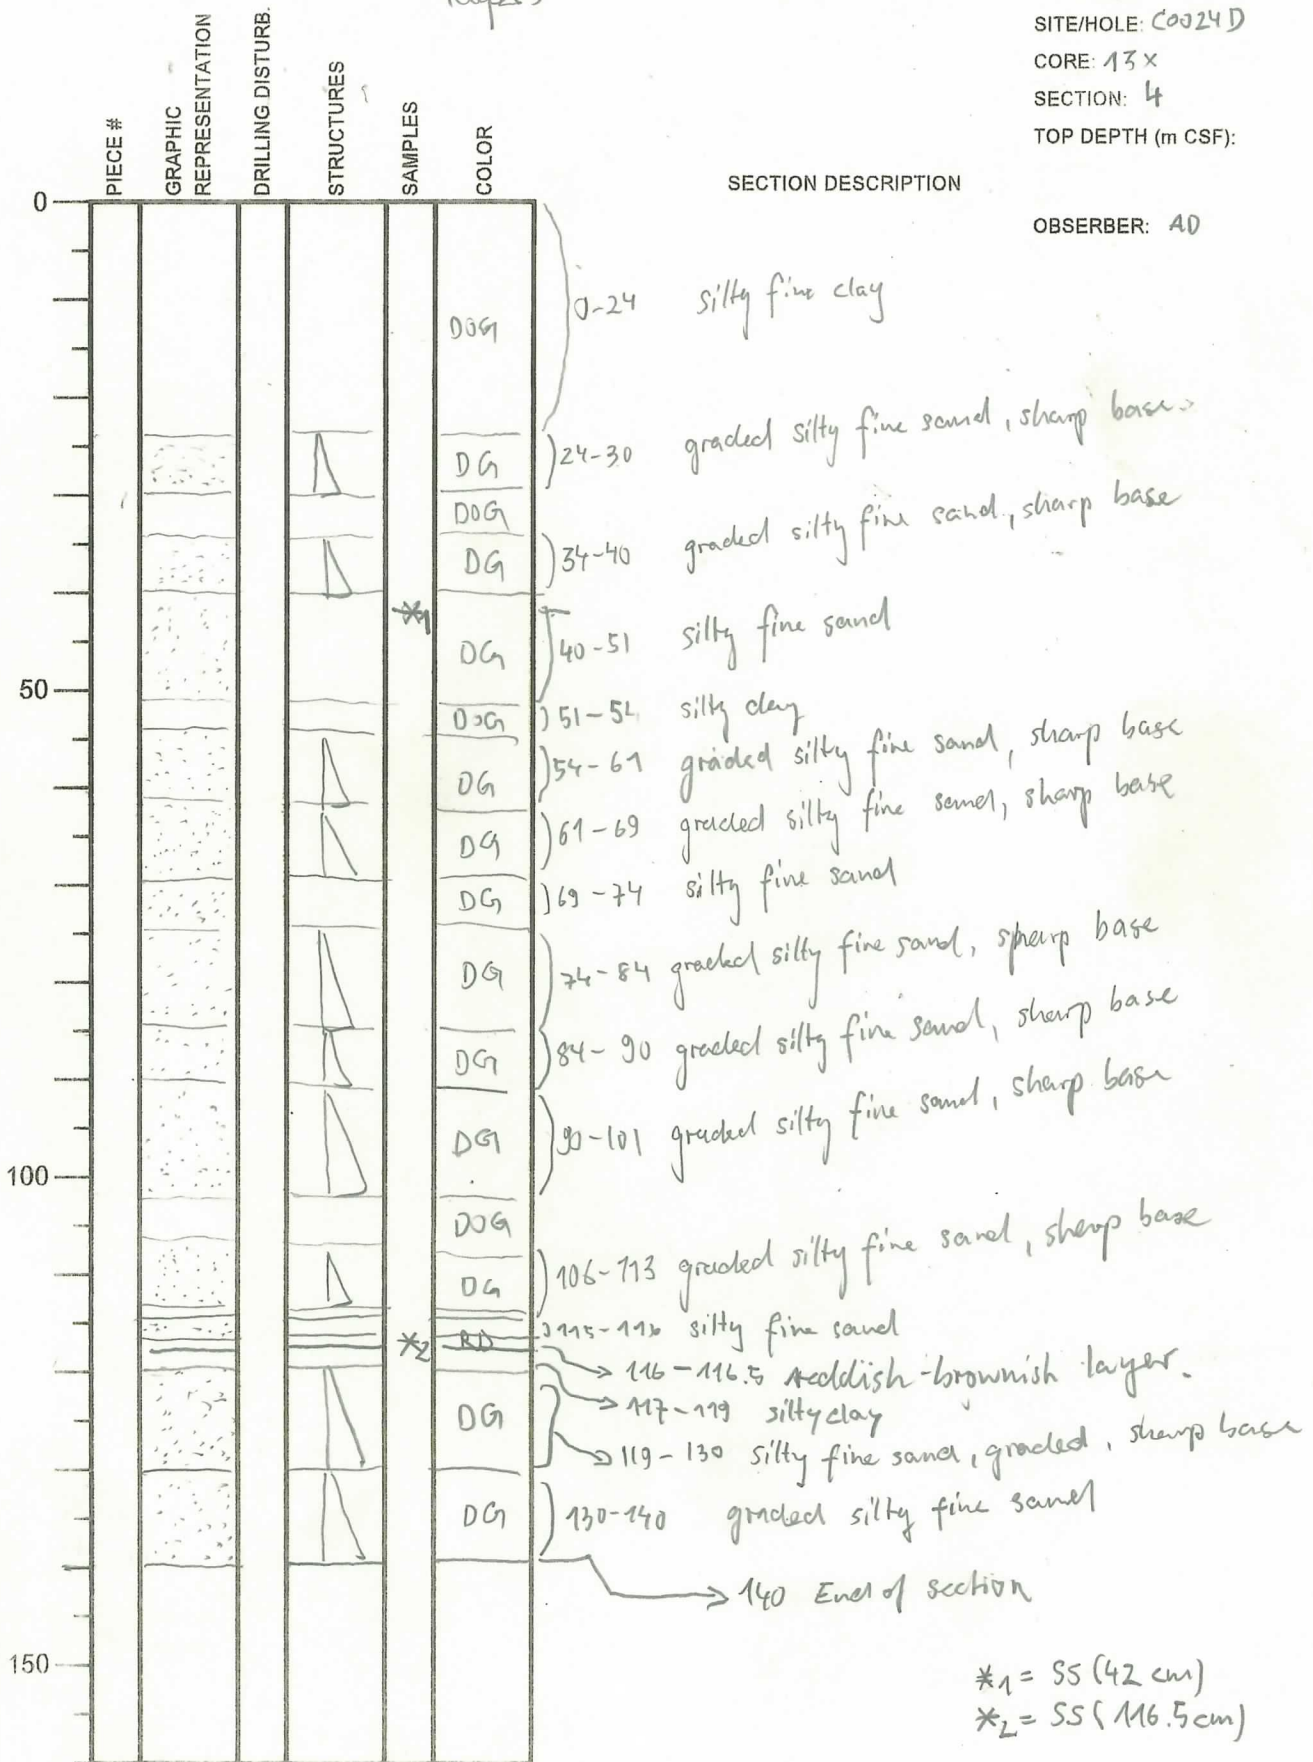 SITE/HOLE: C0024D
CORE: 13X
SECTION: 4
TOP DEPTH (m CSF):
OBSERBER: AD
PIECE #
GRAPHIC REPRESENTATION
DRILLING DISTURB.
STRUCTURES
SAMPLES
COLOR
SECTION DESCRIPTION
0
DOG 0-24 silty fine clay
DG 24-30 graded silty fine sand, sharp base
DOG
DG 34-40 graded silty fine sand, sharp base
*1
DG 40-51 silty fine sand
50
DOG 51-54 silty clay
DG 54-61 graded silty fine sand, sharp base
DG 61-69 graded silty fine sand, sharp base
DG 69-74 silty fine sand
DG 74-84 graded silty fine sand, sharp base
DG 84-90 graded silty fine sand, sharp base
DG 90-101 graded silty fine sand, sharp base
100
DOG
DG 106-113 graded silty fine sand, sharp base
115-116 silty fine sand
*2 RD
116-116.5 reddish-brownish layer.
117-119 silty clay
DG 119-130 silty fine sand, graded, sharp base
DG 130-140 graded silty fine sand
140 End of section
150
*1 = SS (42 cm)
*2 = SS (116.5 cm)